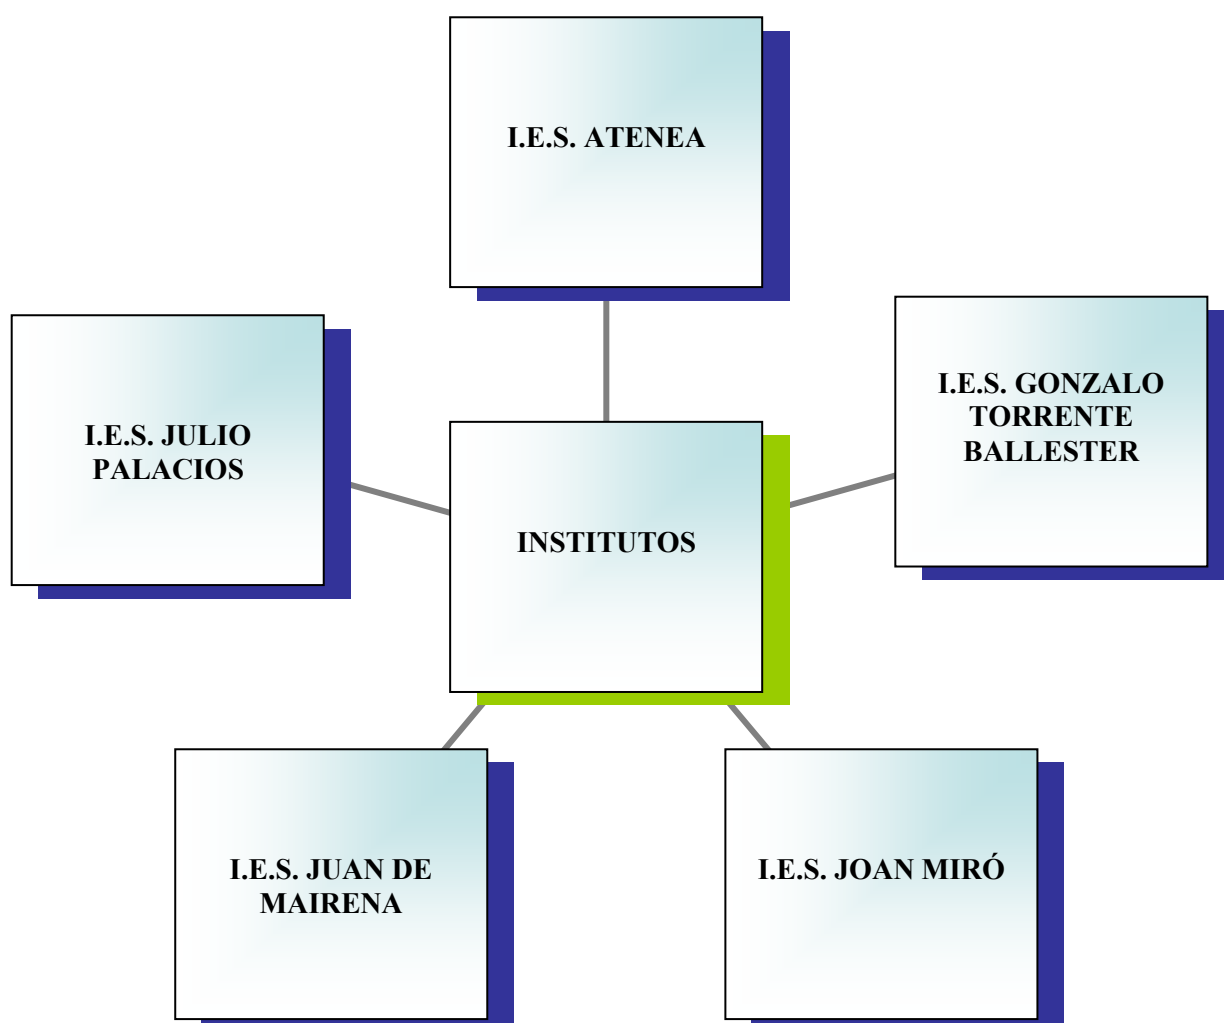 I.E.S. ATENEA
I.E.S. GONZALO
TORRENTE
BALLESTER
I.E.S. JULIO
PALACIOS
INSTITUTOS
I.E.S. JUAN DE
MAIRENA
I.E.S. JOAN MIRÓ